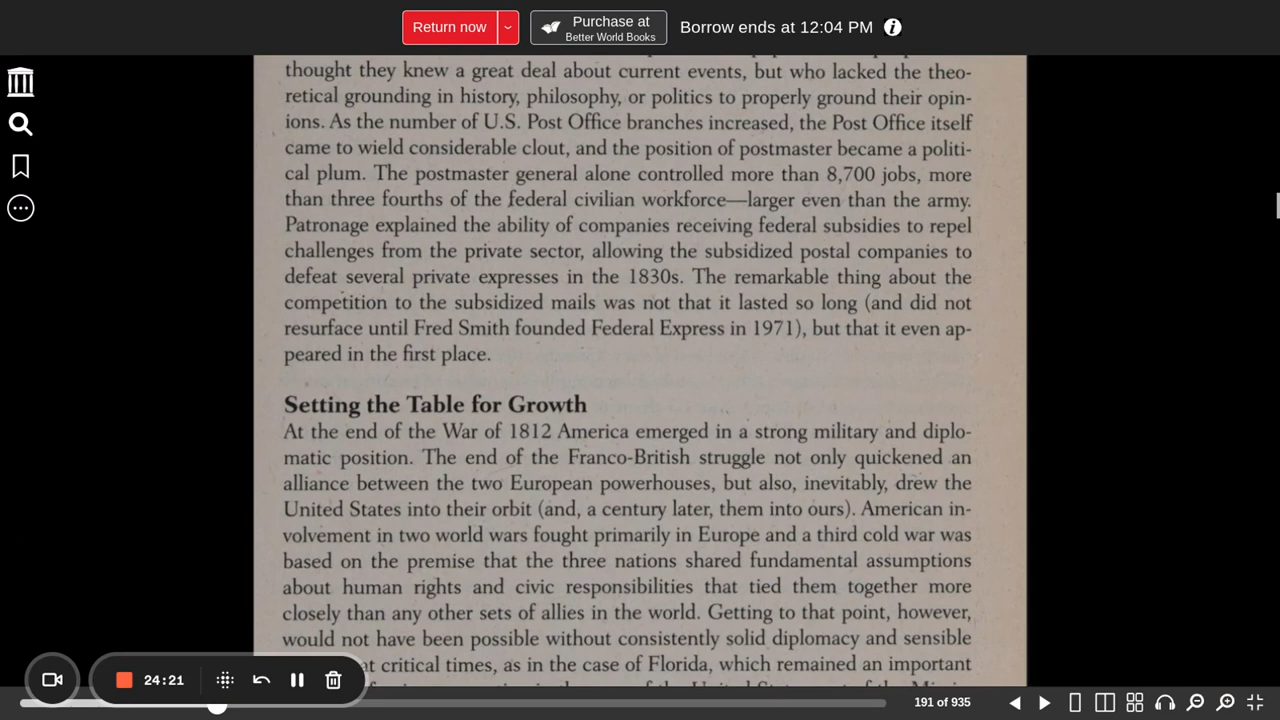 Return now
Purchase at
Better World Books
Borrow ends at 12:04 PM
thought they knew a great deal about current events, but who lacked the theo-
retical grounding in history, philosophy, or politics to properly ground their opin-
ions. As the number of U.S. Post Office branches increased, the Post Office itself
came to wield considerable clout, and the position of postmaster became a politi-
cal plum. The postmaster general alone controlled more than 8,700 jobs, more
than three fourths of the federal civilian workforce—larger even than the army.
Patronage explained the ability of companies receiving federal subsidies to repel
challenges from the private sector, allowing the subsidized postal companies to
defeat several private expresses in the 1830s. The remarkable thing about the
competition to the subsidized mails was not that it lasted so long (and did not
resurface until Fred Smith founded Federal Express in 1971), but that it even ap-
peared in the first place.
Setting the Table for Growth
At the end of the War of 1812 America emerged in a strong military and diplo-
matic position. The end of the Franco-British struggle not only quickened an
alliance between the two European powerhouses, but also, inevitably, drew the
United States into their orbit (and, a century later, them into ours). American in-
volvement in two world wars fought primarily in Europe and a third cold war was
based on the premise that the three nations shared fundamental assumptions
about human rights and civic responsibilities that tied them together more
closely than any other sets of allies in the world. Getting to that point, however,
would not have been possible without consistently solid diplomacy and sensible
at critical times, as in the case of Florida, which remained an important
24:21
191 of 935